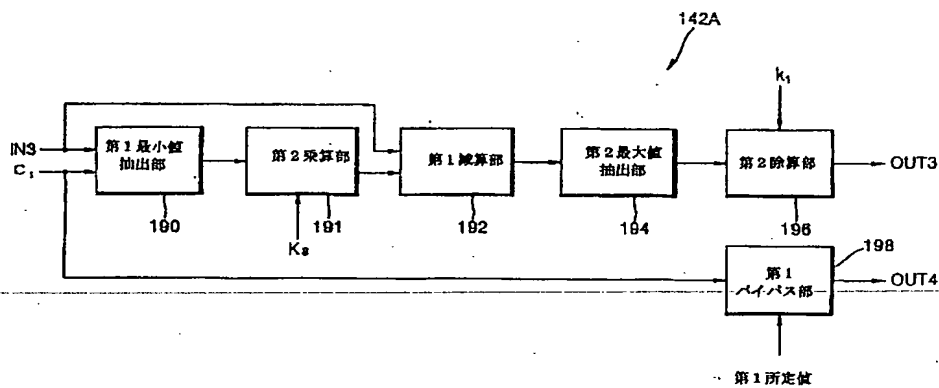 142A
k₁
IN3
C₁
第1最小値
抽出部
第2乗算部
第1減算部
第2最大値
抽出部
第2除算部
OUT3
190
191
192
194
196
K₂
198
第1
バイパス部
OUT4
第1所定値